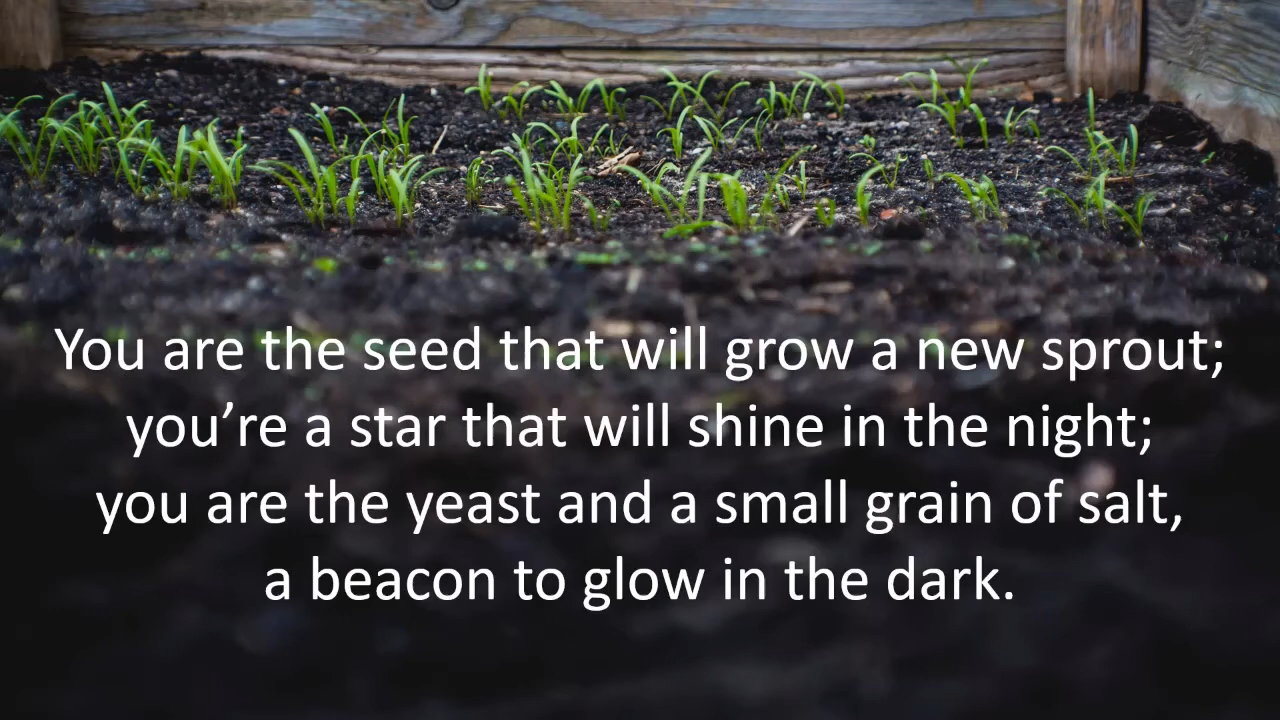 You are the seed that will grow a new sprout;
you’re a star that will shine in the night;
you are the yeast and a small grain of salt,
a beacon to glow in the dark.